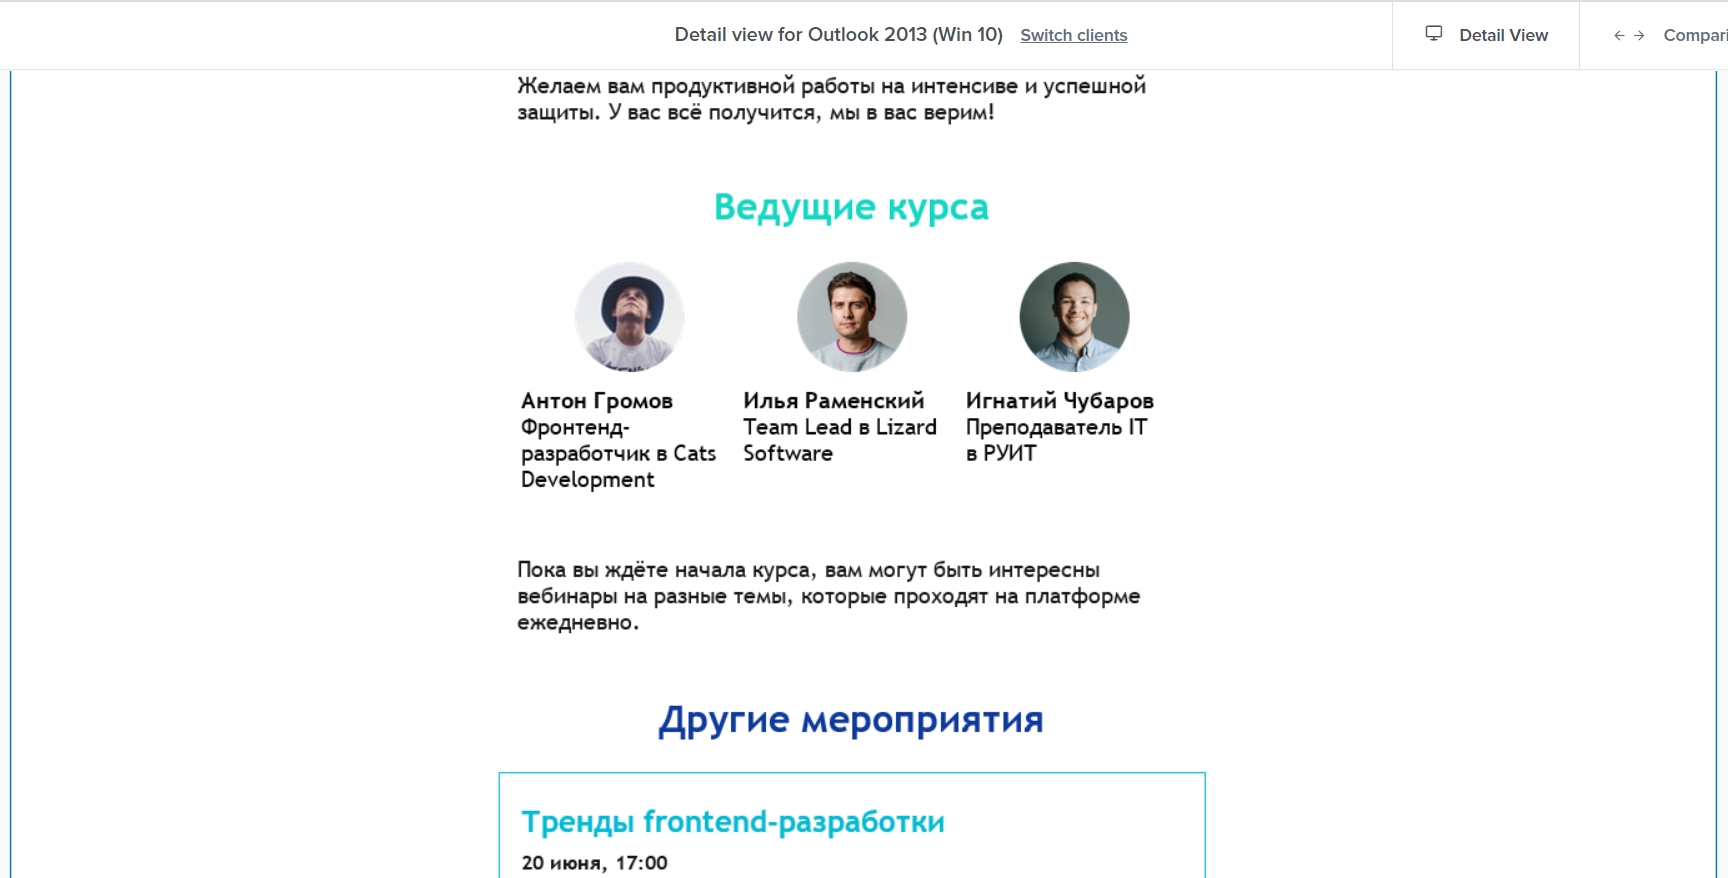 Detail view for Outlook 2013 (Win 10) Switch clients Detail View ← → Compari
Желаем вам продуктивной работы на интенсиве и успешной
защиты. У вас всё получится, мы в вас верим!
Ведущие курса
Антон Громов
Фронтенд-
разработчик в Cats
Development
Илья Раменский
Team Lead в Lizard
Software
Игнатий Чубаров
Преподаватель IT
в РУИТ
Пока вы ждёте начала курса, вам могут быть интересны
вебинары на разные темы, которые проходят на платформе
ежедневно.
Другие мероприятия
Тренды frontend-разработки
20 июня, 17:00